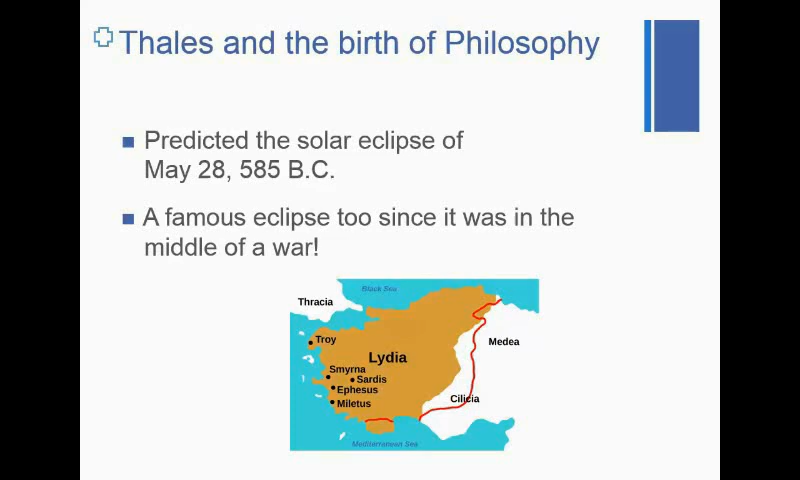 Thales and the birth of Philosophy
Predicted the solar eclipse of
May 28, 585 B.C.
A famous eclipse too since it was in the
middle of a war!
Black Sea
Thracia
Troy
Medea
Lydia
Smyrna
Sardis
Ephesus
Cilicia
Miletus
Mediterranean Sea